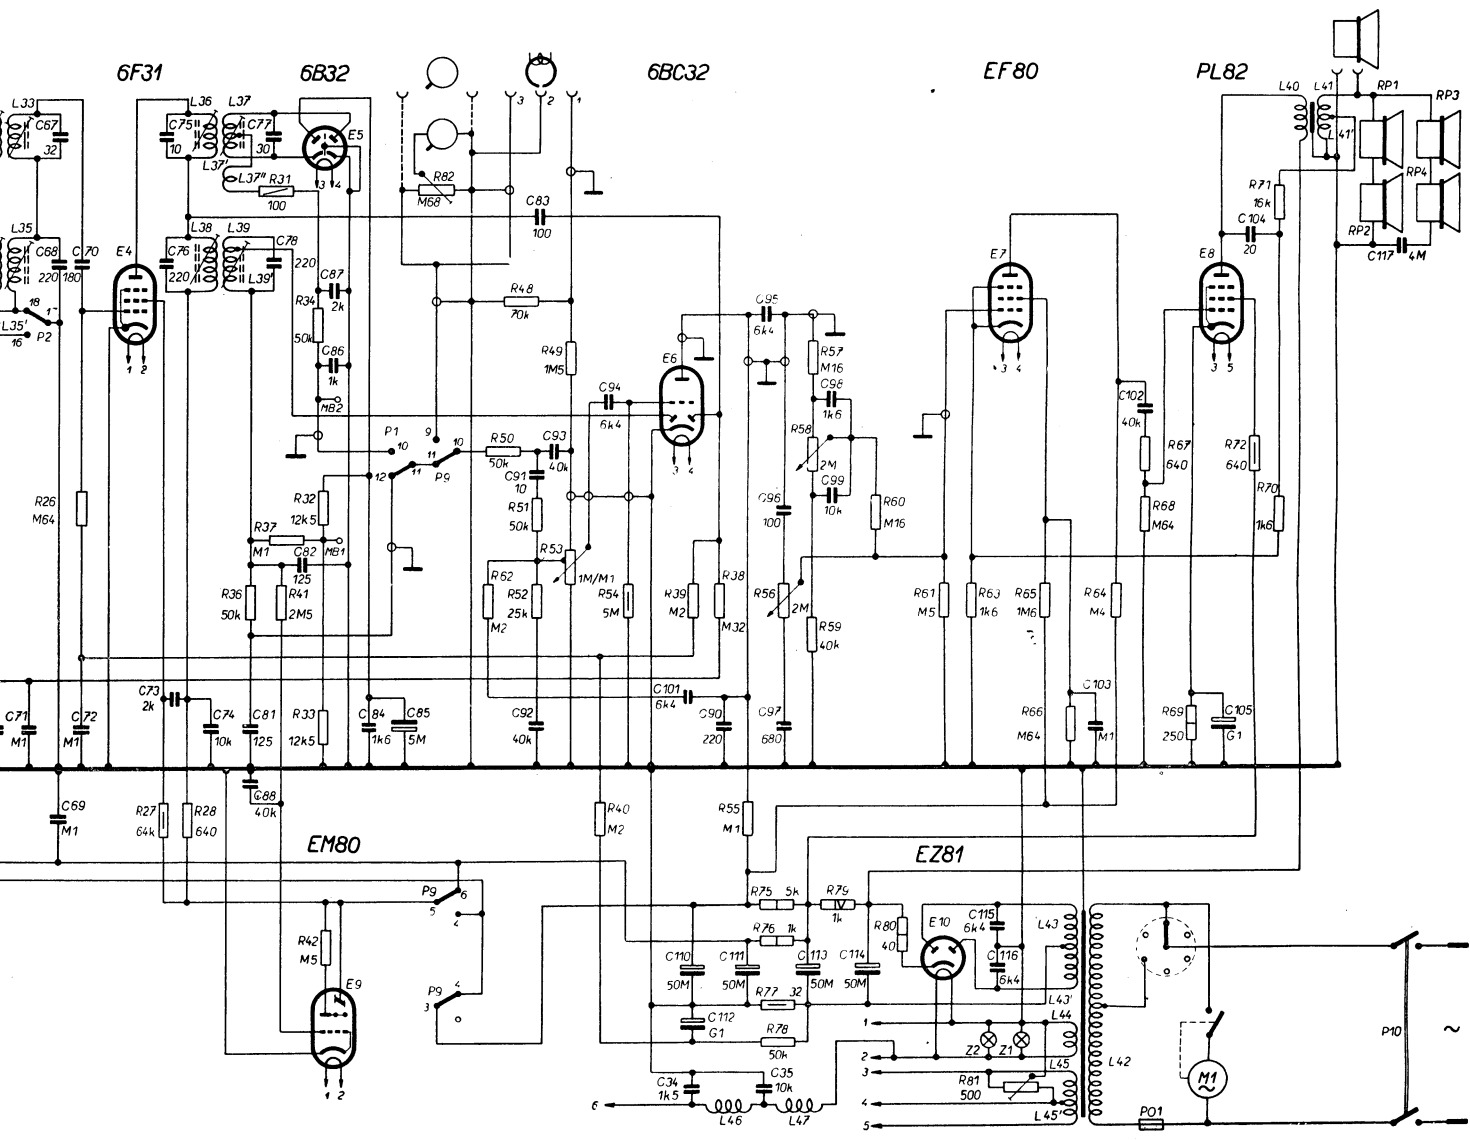 6F31 6B32 6BC32 EF80 PL82
L33 L36 L37 L40 L41 RP1 RP3
C67 32 C75 10 C77 30 E5 3 2 1 L41'
L37' L37" R31 100 3 4 R82 M68 C83 100 R71 16k RP4
L35 C68 220 C70 180 E4 C76 220 L38 L39 C78 220 L39' E7 C104 20 E8 RP2 C117 4M
18 1 L35' 16 P2 1 2 R34 50k C87 2k R48 70k C95 6k4 3 4 3 5
C86 1k R49 1M5 E6 R57 M16
MB2 C94 6k4 C98 1k6 C102 40k
P1 10 9 10 R50 50k C93 40k R58 2M R67 640 R72 640
12 11 11 P9 C91 10 3 4 C99 10k
R26 M64 R32 12k5 R51 50k C96 100 R60 M16 R68 M64 R70 1k6
R37 M1 C82 125 MB1 R53 1M/M1
R36 50k R41 2M5 R62 M2 R52 25k R54 5M R39 M2 R38 M32 R56 2M R61 M5 R63 1k6 R65 1M6 R64 M4
R59 40k
C73 2k C101 6k4 C103 M1
C71 M1 C72 M1 C74 10k C81 125 R33 12k5 C84 1k6 C85 5M C92 40k C90 220 C97 680 R66 M64 R69 250 C105 G1
C69 M1 R27 64k R28 640 C88 40k R40 M2 R55 M1
EM80 EZ81
P9 6 5 4 R75 5k R79 1k
R42 M5 R76 1k R80 40 E10 C115 6k4 L43
C110 50M C111 50M C113 50M C114 50M C116 6k4
E9 P9 4 3 R77 32 L43'
C112 G1 R78 50k 1 L44 P10 ~
2 Z2 Z1 L45 L42
1 2 C34 1k5 C35 10k 3 R81 500 M1 ~
6 L46 L47 4 L45' PO1
5